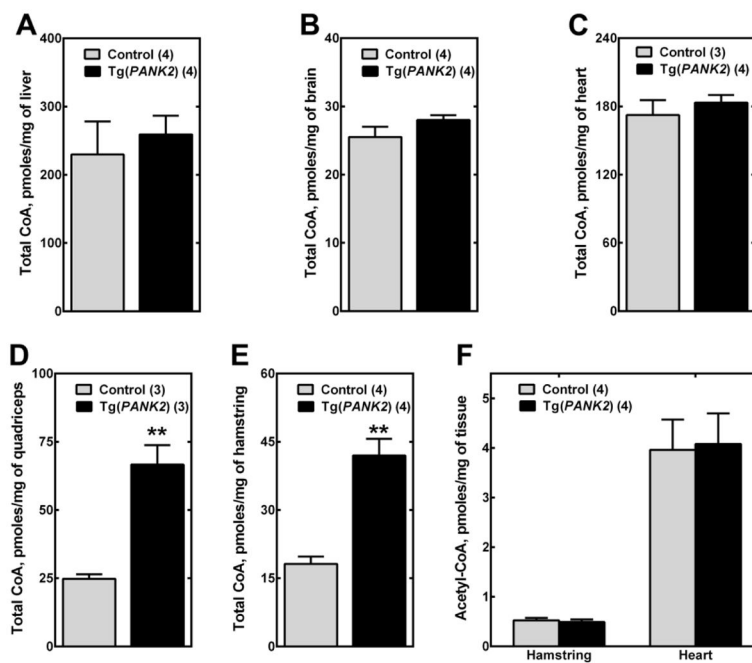 A
Total CoA, pmoles/mg of liver
400
300
200
100
0
Control (4)
Tg(PANK2) (4)
B
Total CoA, pmoles/mg of brain
40
30
20
10
0
Control (4)
Tg(PANK2) (4)
C
Total CoA, pmoles/mg of heart
240
180
120
60
0
Control (3)
Tg(PANK2) (4)
D
Total CoA, pmoles/mg of quadriceps
100
75
50
25
0
Control (3)
Tg(PANK2) (3)
**
E
Total CoA, pmoles/mg of hamstring
60
45
30
15
0
Control (4)
Tg(PANK2) (4)
**
F
Acetyl-CoA, pmoles/mg of tissue
5
4
3
2
1
0
Control (4)
Tg(PANK2) (4)
Hamstring
Heart